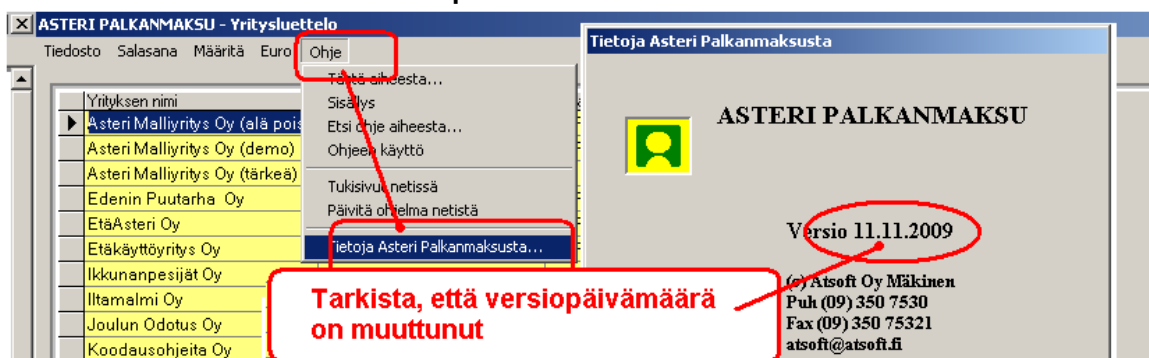 ASTERI PALKANMAKSU - Yritysluettelo
Tiedosto Salasana Määritä Euro Ohje
Yrityksen nimi
Asteri Malliyritys Oy (älä pois
Asteri Malliyritys Oy (demo)
Asteri Malliyritys Oy (tärkeä)
Edenin Puutarha Oy
EtäAsteri Oy
Etäkäyttöyritys Oy
Ikkunanpesijät Oy
Iltamalmi Oy
Joulun Odotus Oy
Koodausohjeita Oy
Tästä aiheesta...
Sisällys
Etsi ohje aiheesta...
Ohjeen käyttö
Tukisivut netissä
Päivitä ohjelma netistä
Tietoja Asteri Palkanmaksusta...
Tarkista, että versiopäivämäärä
on muuttunut
Tietoja Asteri Palkanmaksusta
ASTERI PALKANMAKSU
Versio 11.11.2009
(c) Atsoft Oy Mäkinen
Puh (09) 350 7530
Fax (09) 350 75321
atsoft@atsoft.fi